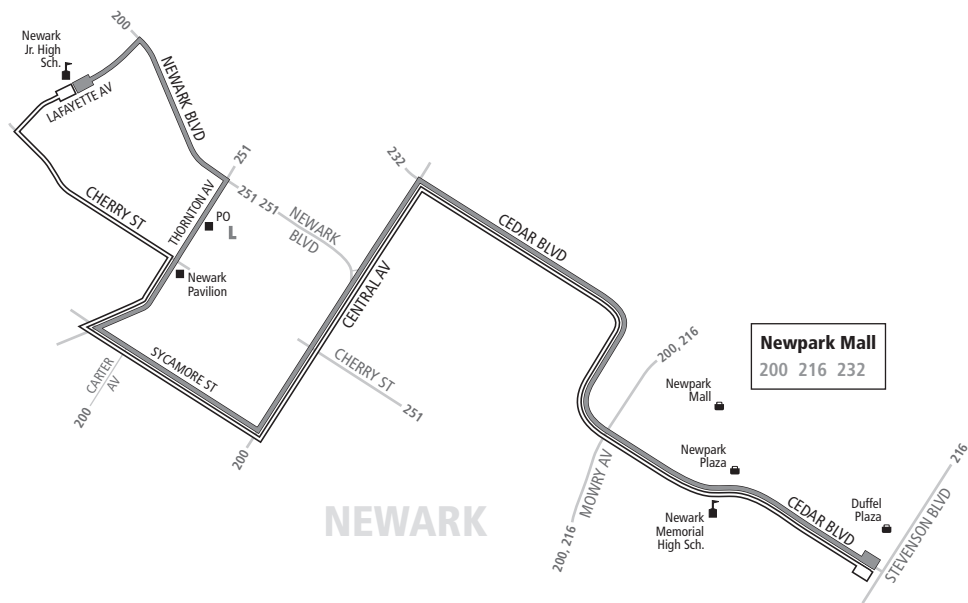 200
Newark
Jr. High
Sch.
LAFAYETTE AV
NEWARK BLVD
251
232
CHERRY ST
THORNTON AV
PO
L
251 251
NEWARK
BLVD
CEDAR BLVD
Newark
Pavilion
CENTRAL AV
SYCAMORE ST
CARTER
AV
200
CHERRY ST
251
200
200, 216
Newpark Mall
200 216 232
Newpark
Mall
Newpark
Plaza
216
MOWRY AV
200, 216
NEWARK
Newark
Memorial
High Sch.
CEDAR BLVD
Duffel
Plaza
STEVENSON BLVD